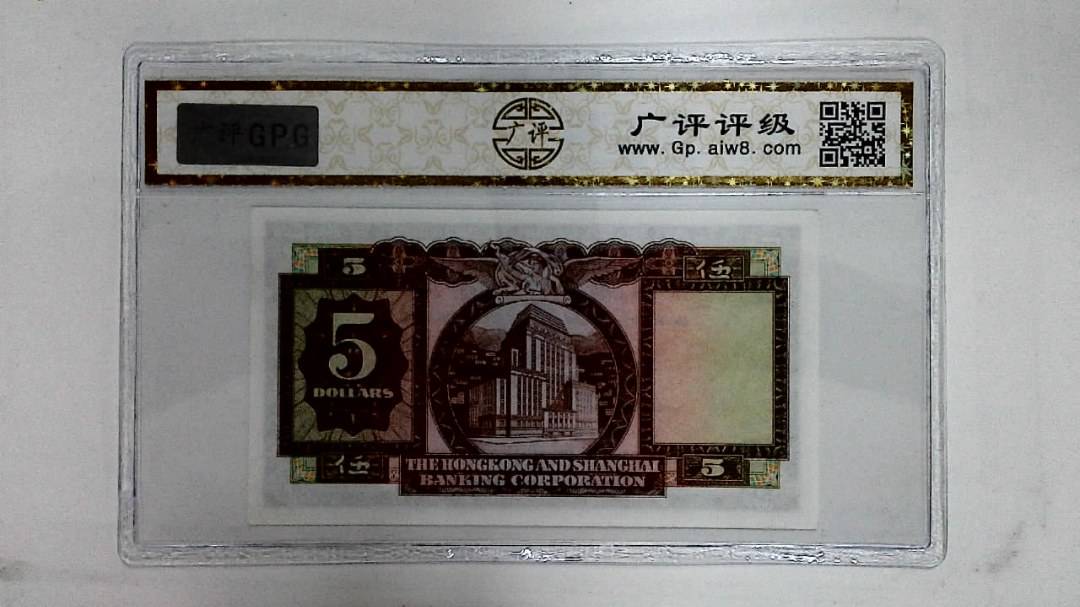 广评GPG
广评
广评评级
www.Gp.aiw8.com
5
伍
5
DOLLARS
伍
THE HONGKONG AND SHANGHAI
BANKING CORPORATION
5